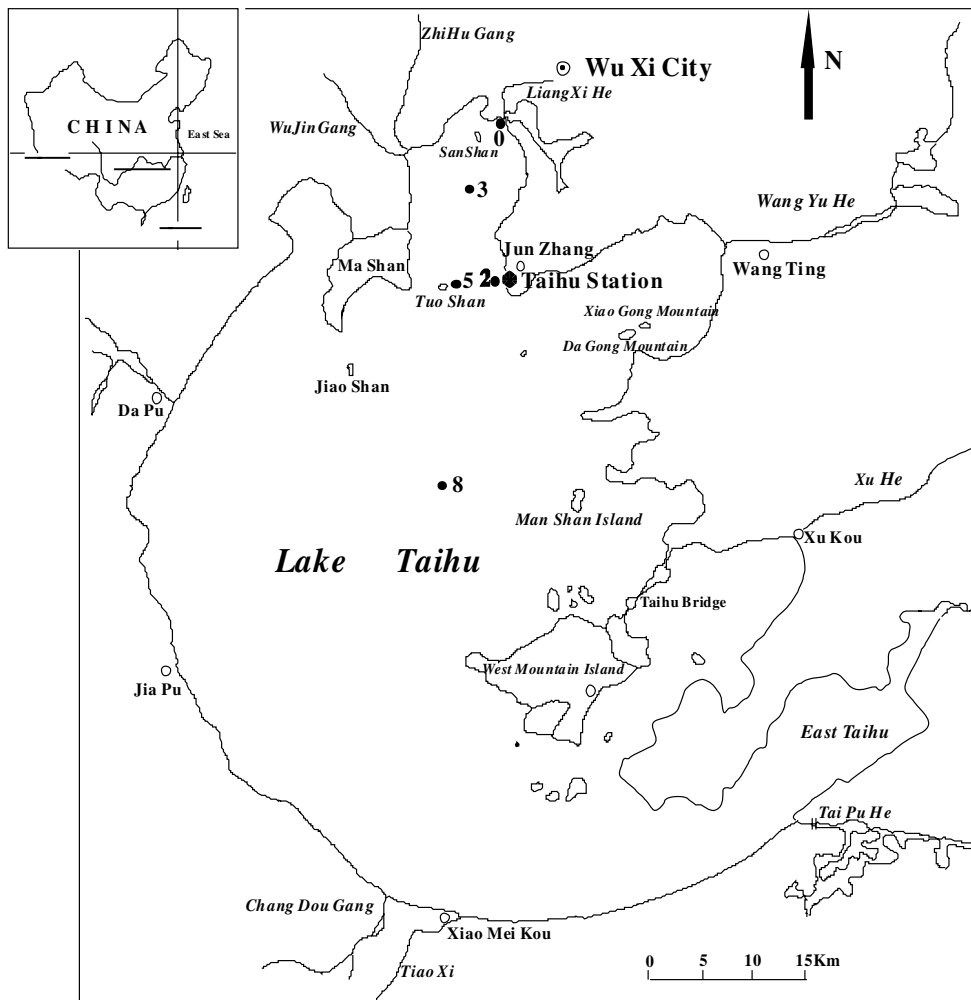 ZhiHu Gang
Wu Xi City
N
LiangXi He
CHINA
East Sea
WuJinGang
0
SanShan
3
Wang Yu He
Jun Zhang
Ma Shan
Wang Ting
5 2 Taihu Station
Tuo Shan
Xiao Gong Mountain
Da Gong Mountain
Jiao Shan
Da Pu
8
Xu He
Man Shan Island
Xu Kou
Lake Taihu
Taihu Bridge
West Mountain Island
Jia Pu
East Taihu
Tai Pu He
Chang Dou Gang
Xiao Mei Kou
Tiao Xi
0 5 10 15Km